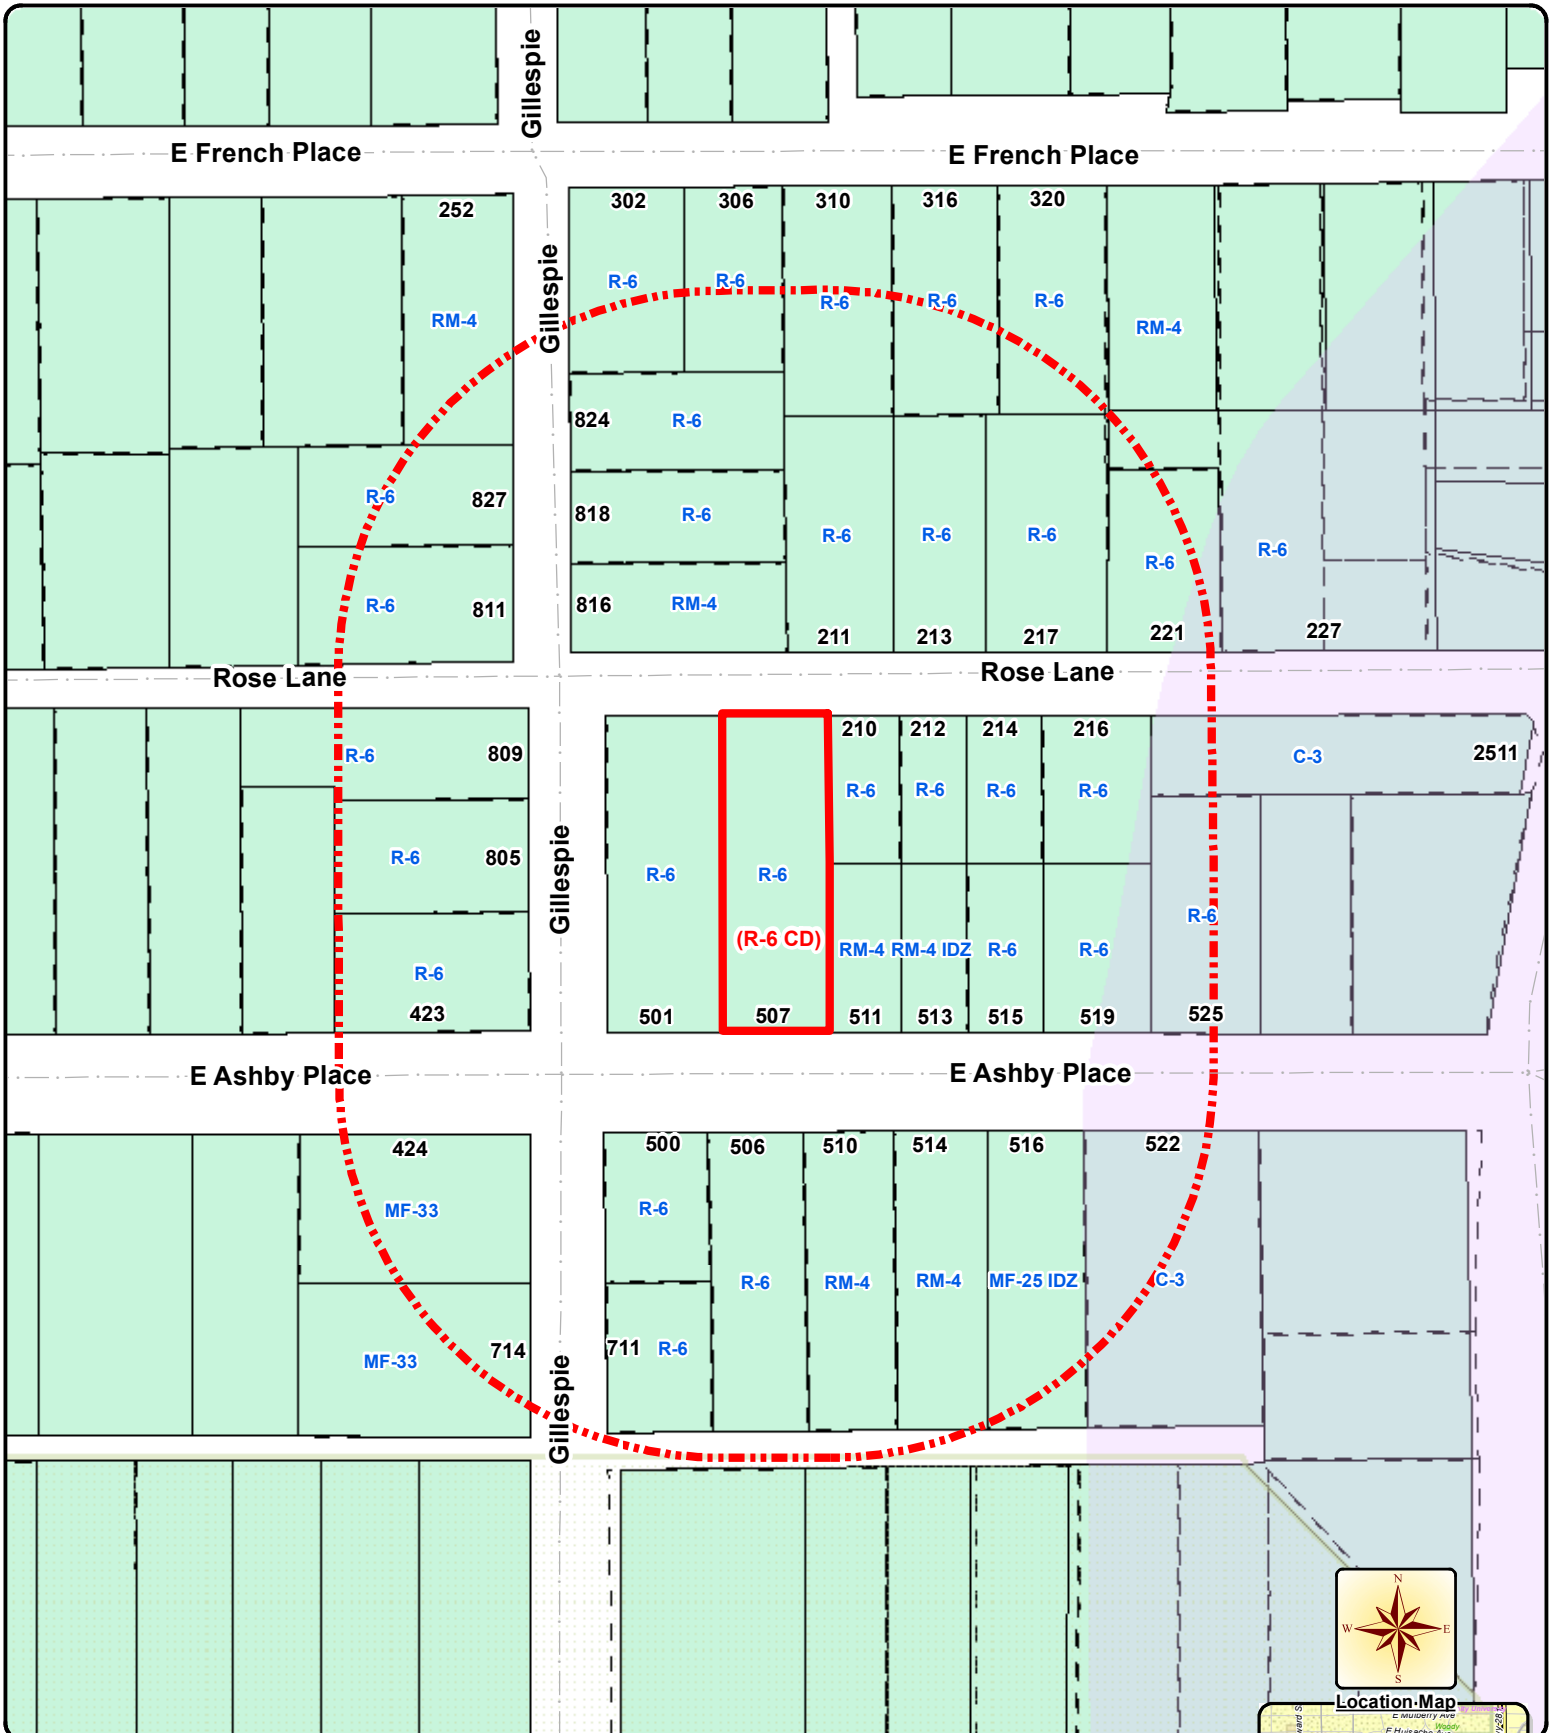 Gillespie
E French Place
E French Place
252
302
306
310
316
320
Gillespie
R-6
R-6
R-6
R-6
R-6
RM-4
RM-4
824
R-6
R-6
827
818
R-6
R-6
R-6
R-6
R-6
R-6
R-6
811
816
RM-4
211
213
217
221
227
Rose Lane
Rose Lane
R-6
809
210
212
214
216
C-3
2511
R-6
R-6
R-6
R-6
R-6
805
Gillespie
R-6
R-6
R-6
(R-6 CD)
RM-4
RM-4 IDZ
R-6
R-6
R-6
423
501
507
511
513
515
519
525
E Ashby Place
E Ashby Place
424
500
506
510
514
516
522
MF-33
R-6
R-6
RM-4
RM-4
MF-25 IDZ
C-3
MF-33
714
711
R-6
Gillespie
N
W
E
S
Location Map
E Mulberry Ave
Woody
E Huisache A